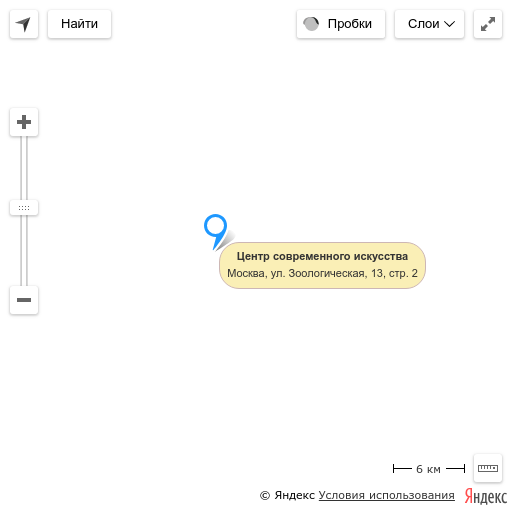 Найти
Пробки
Слои
Центр современного искусства
Москва, ул. Зоологическая, 13, стр. 2
6 км
© Яндекс Условия использования
Яндекс